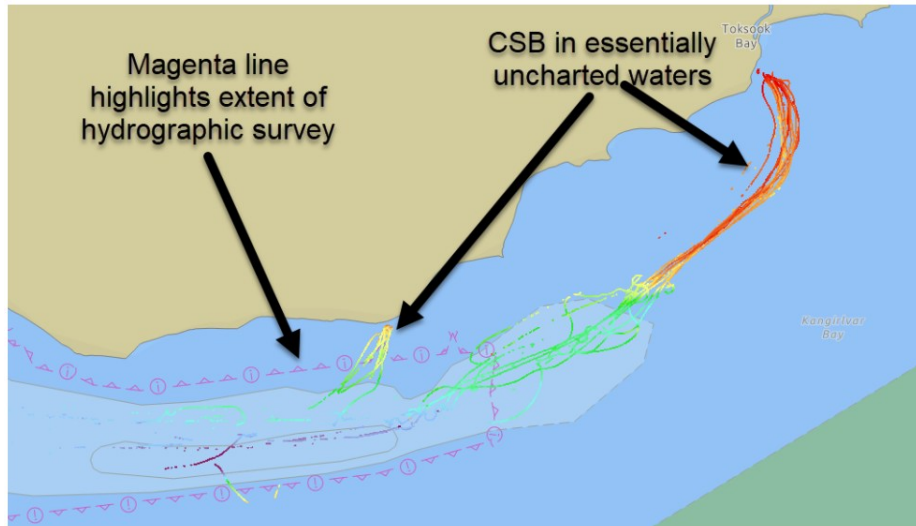 Magenta line
highlights extent of
hydrographic survey
CSB in essentially
uncharted waters
Toksook
Bay
Kangirlvar
Bay